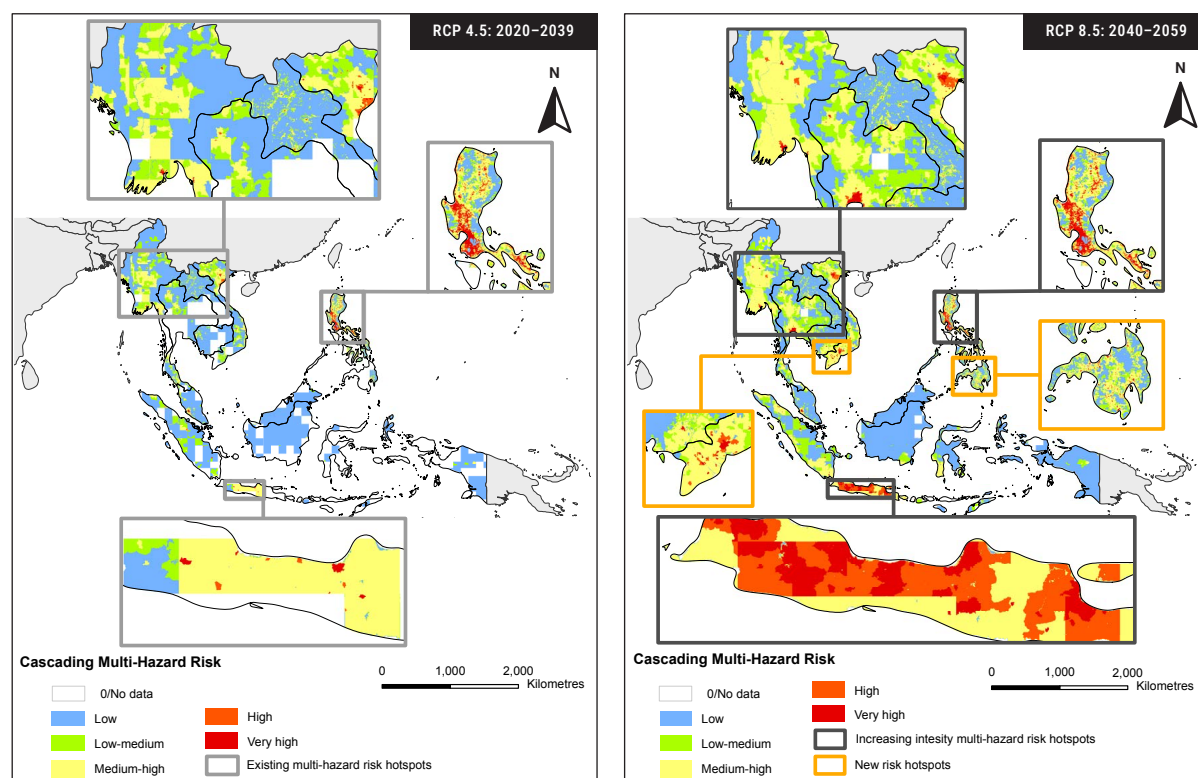 RCP 4.5: 2020–2039
N
Cascading Multi-Hazard Risk
0/No data
Low
Low-medium
Medium-high
High
Very high
Existing multi-hazard risk hotspots
0 1,000 2,000
Kilometres
RCP 8.5: 2040–2059
N
Cascading Multi-Hazard Risk
0/No data
Low
Low-medium
Medium-high
High
Very high
Increasing intesity multi-hazard risk hotspots
New risk hotspots
0 1,000 2,000
Kilometres